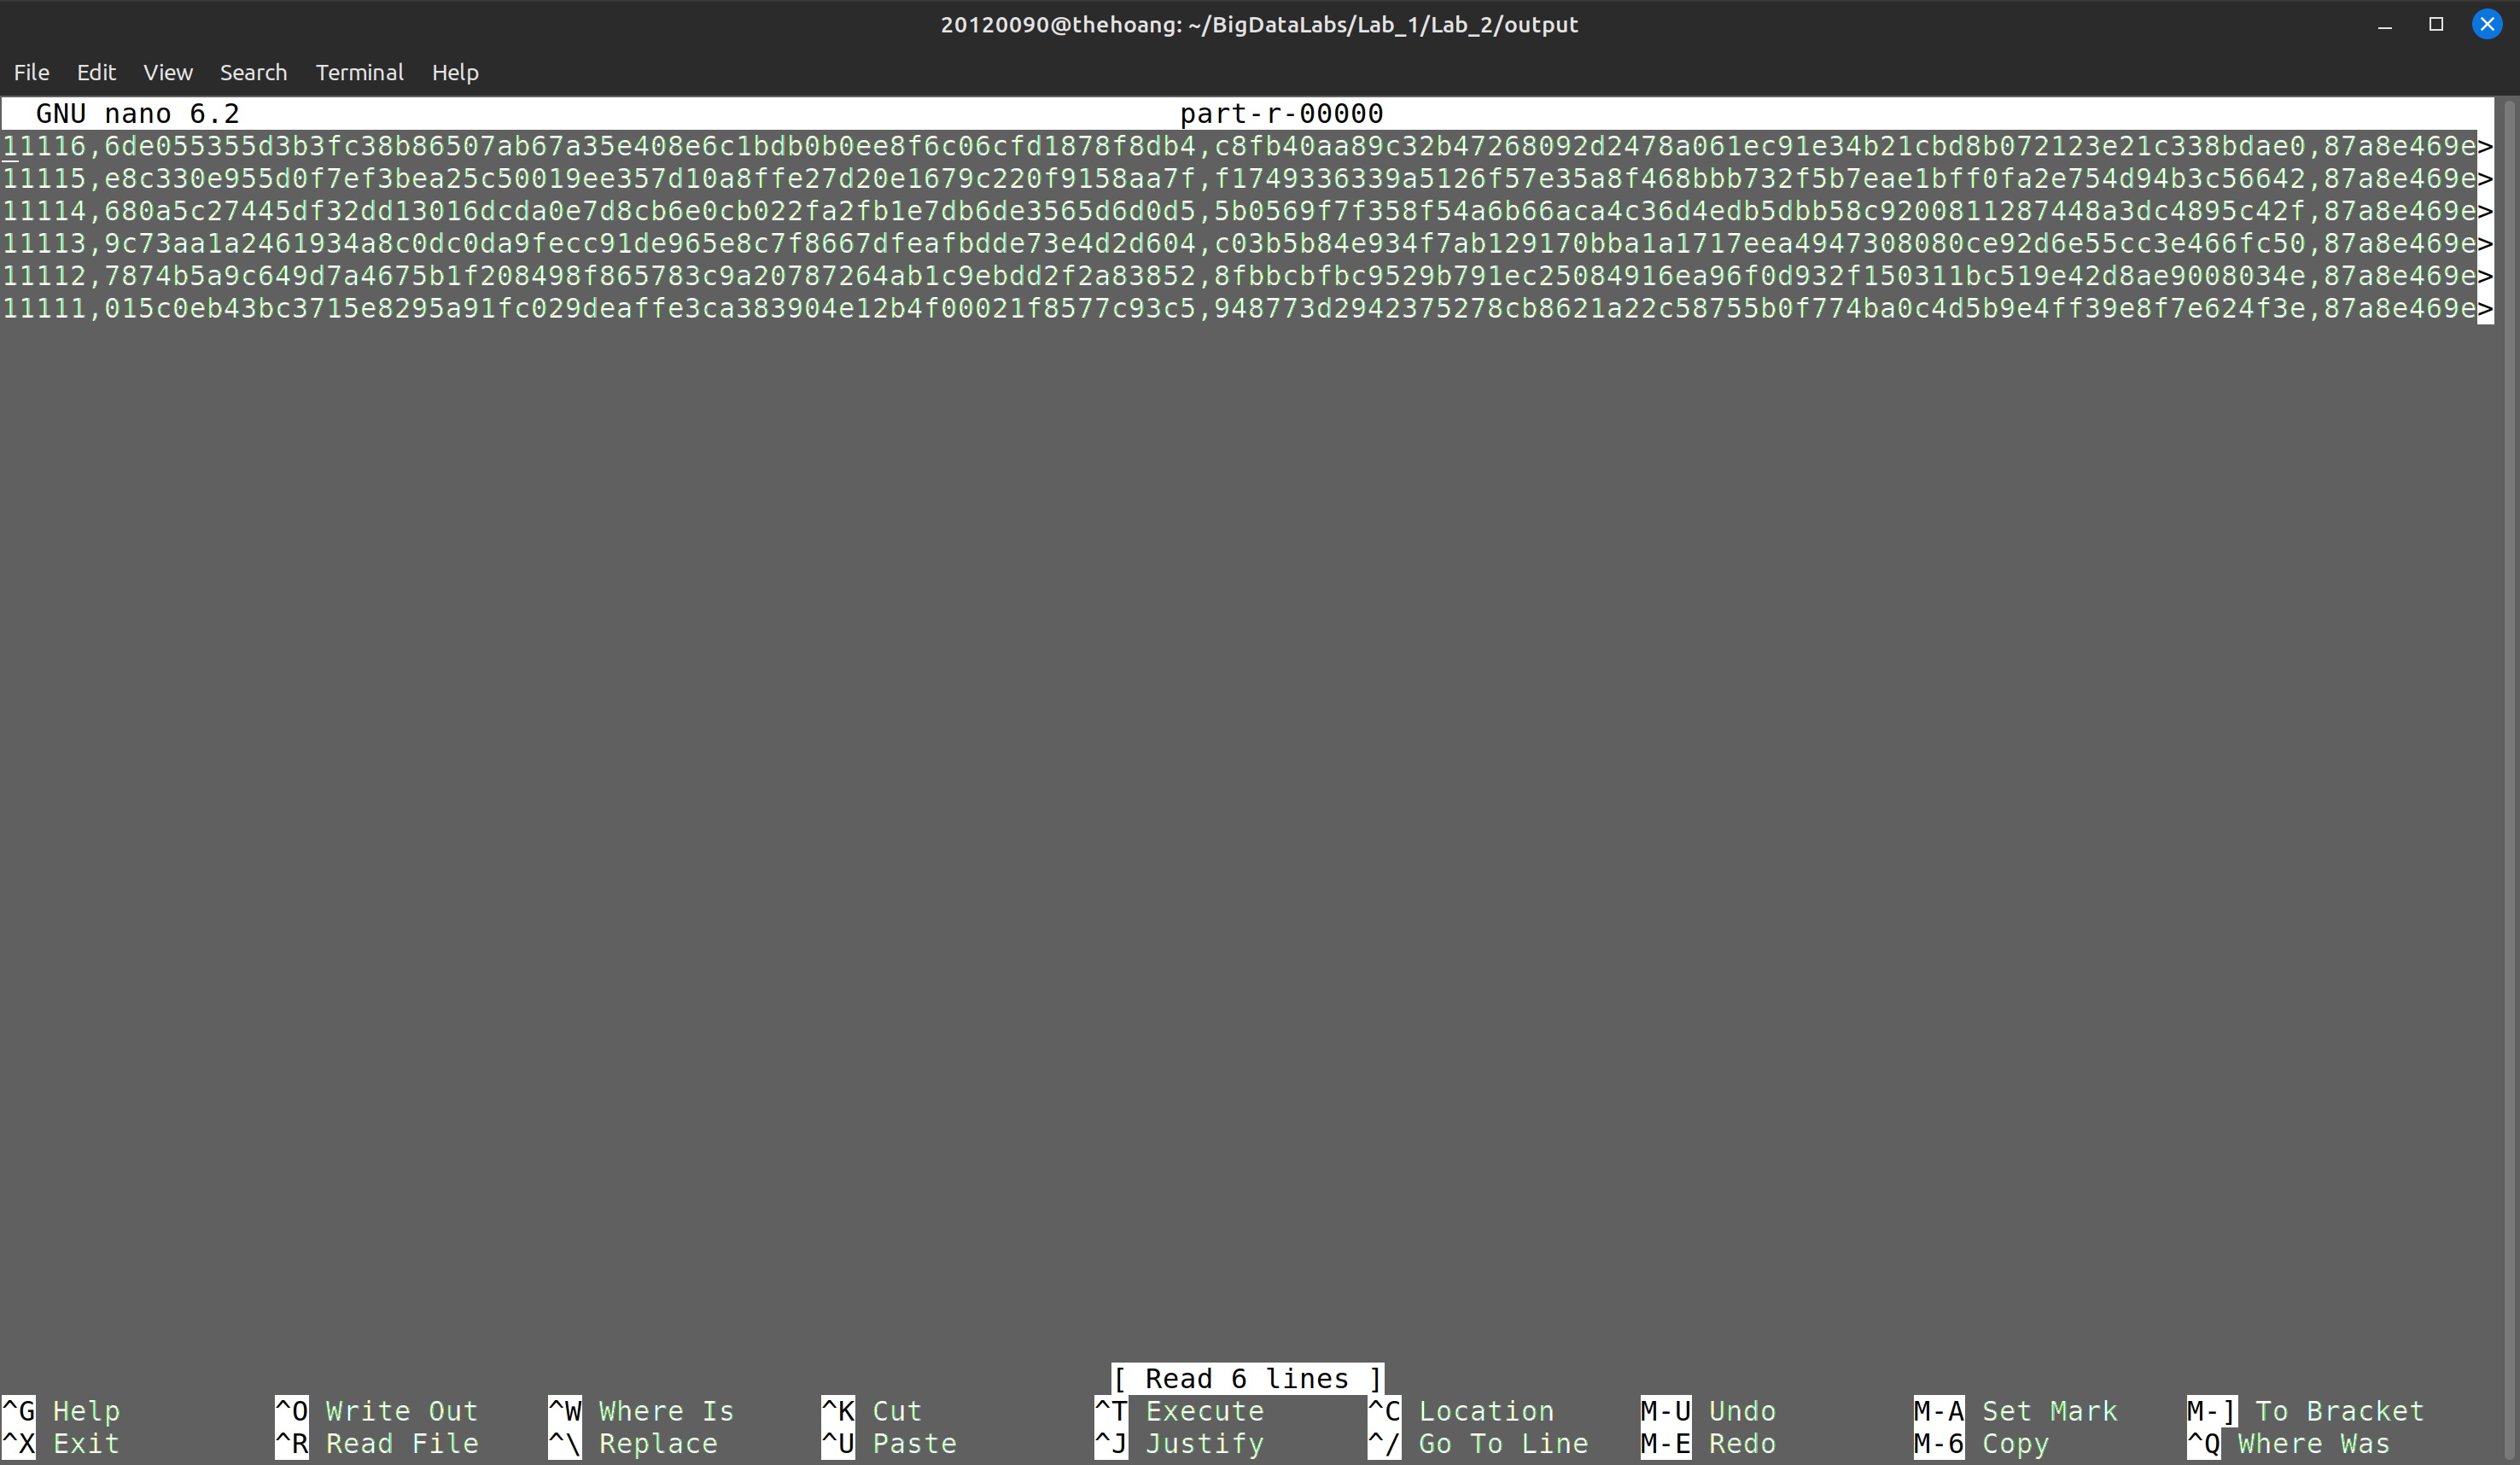 20120090@thehoang: ~/BigDataLabs/Lab_1/Lab_2/output
File Edit View Search Terminal Help
GNU nano 6.2 part-r-00000
11116,6de055355d3b3fc38b86507ab67a35e408e6c1bdb0b0ee8f6c06cfd1878f8db4,c8fb40aa89c32b47268092d2478a061ec91e34b21cbd8b072123e21c338bdae0,87a8e469e>
11115,e8c330e955d0f7ef3bea25c50019ee357d10a8ffe27d20e1679c220f9158aa7f,f1749336339a5126f57e35a8f468bbb732f5b7eae1bff0fa2e754d94b3c56642,87a8e469e>
11114,680a5c27445df32dd13016dcda0e7d8cb6e0cb022fa2fb1e7db6de3565d6d0d5,5b0569f7f358f54a6b66aca4c36d4edb5dbb58c9200811287448a3dc4895c42f,87a8e469e>
11113,9c73aa1a2461934a8c0dc0da9fecc91de965e8c7f8667dfeafbdde73e4d2d604,c03b5b84e934f7ab129170bba1a1717eea4947308080ce92d6e55cc3e466fc50,87a8e469e>
11112,7874b5a9c649d7a4675b1f208498f865783c9a20787264ab1c9ebdd2f2a83852,8fbbcbfbc9529b791ec25084916ea96f0d932f150311bc519e42d8ae9008034e,87a8e469e>
11111,015c0eb43bc3715e8295a91fc029deaffe3ca383904e12b4f00021f8577c93c5,948773d2942375278cb8621a22c58755b0f774ba0c4d5b9e4ff39e8f7e624f3e,87a8e469e>
[ Read 6 lines ]
^G Help ^O Write Out ^W Where Is ^K Cut ^T Execute ^C Location M-U Undo M-A Set Mark M-] To Bracket
^X Exit ^R Read File ^\ Replace ^U Paste ^J Justify ^/ Go To Line M-E Redo M-6 Copy ^Q Where Was